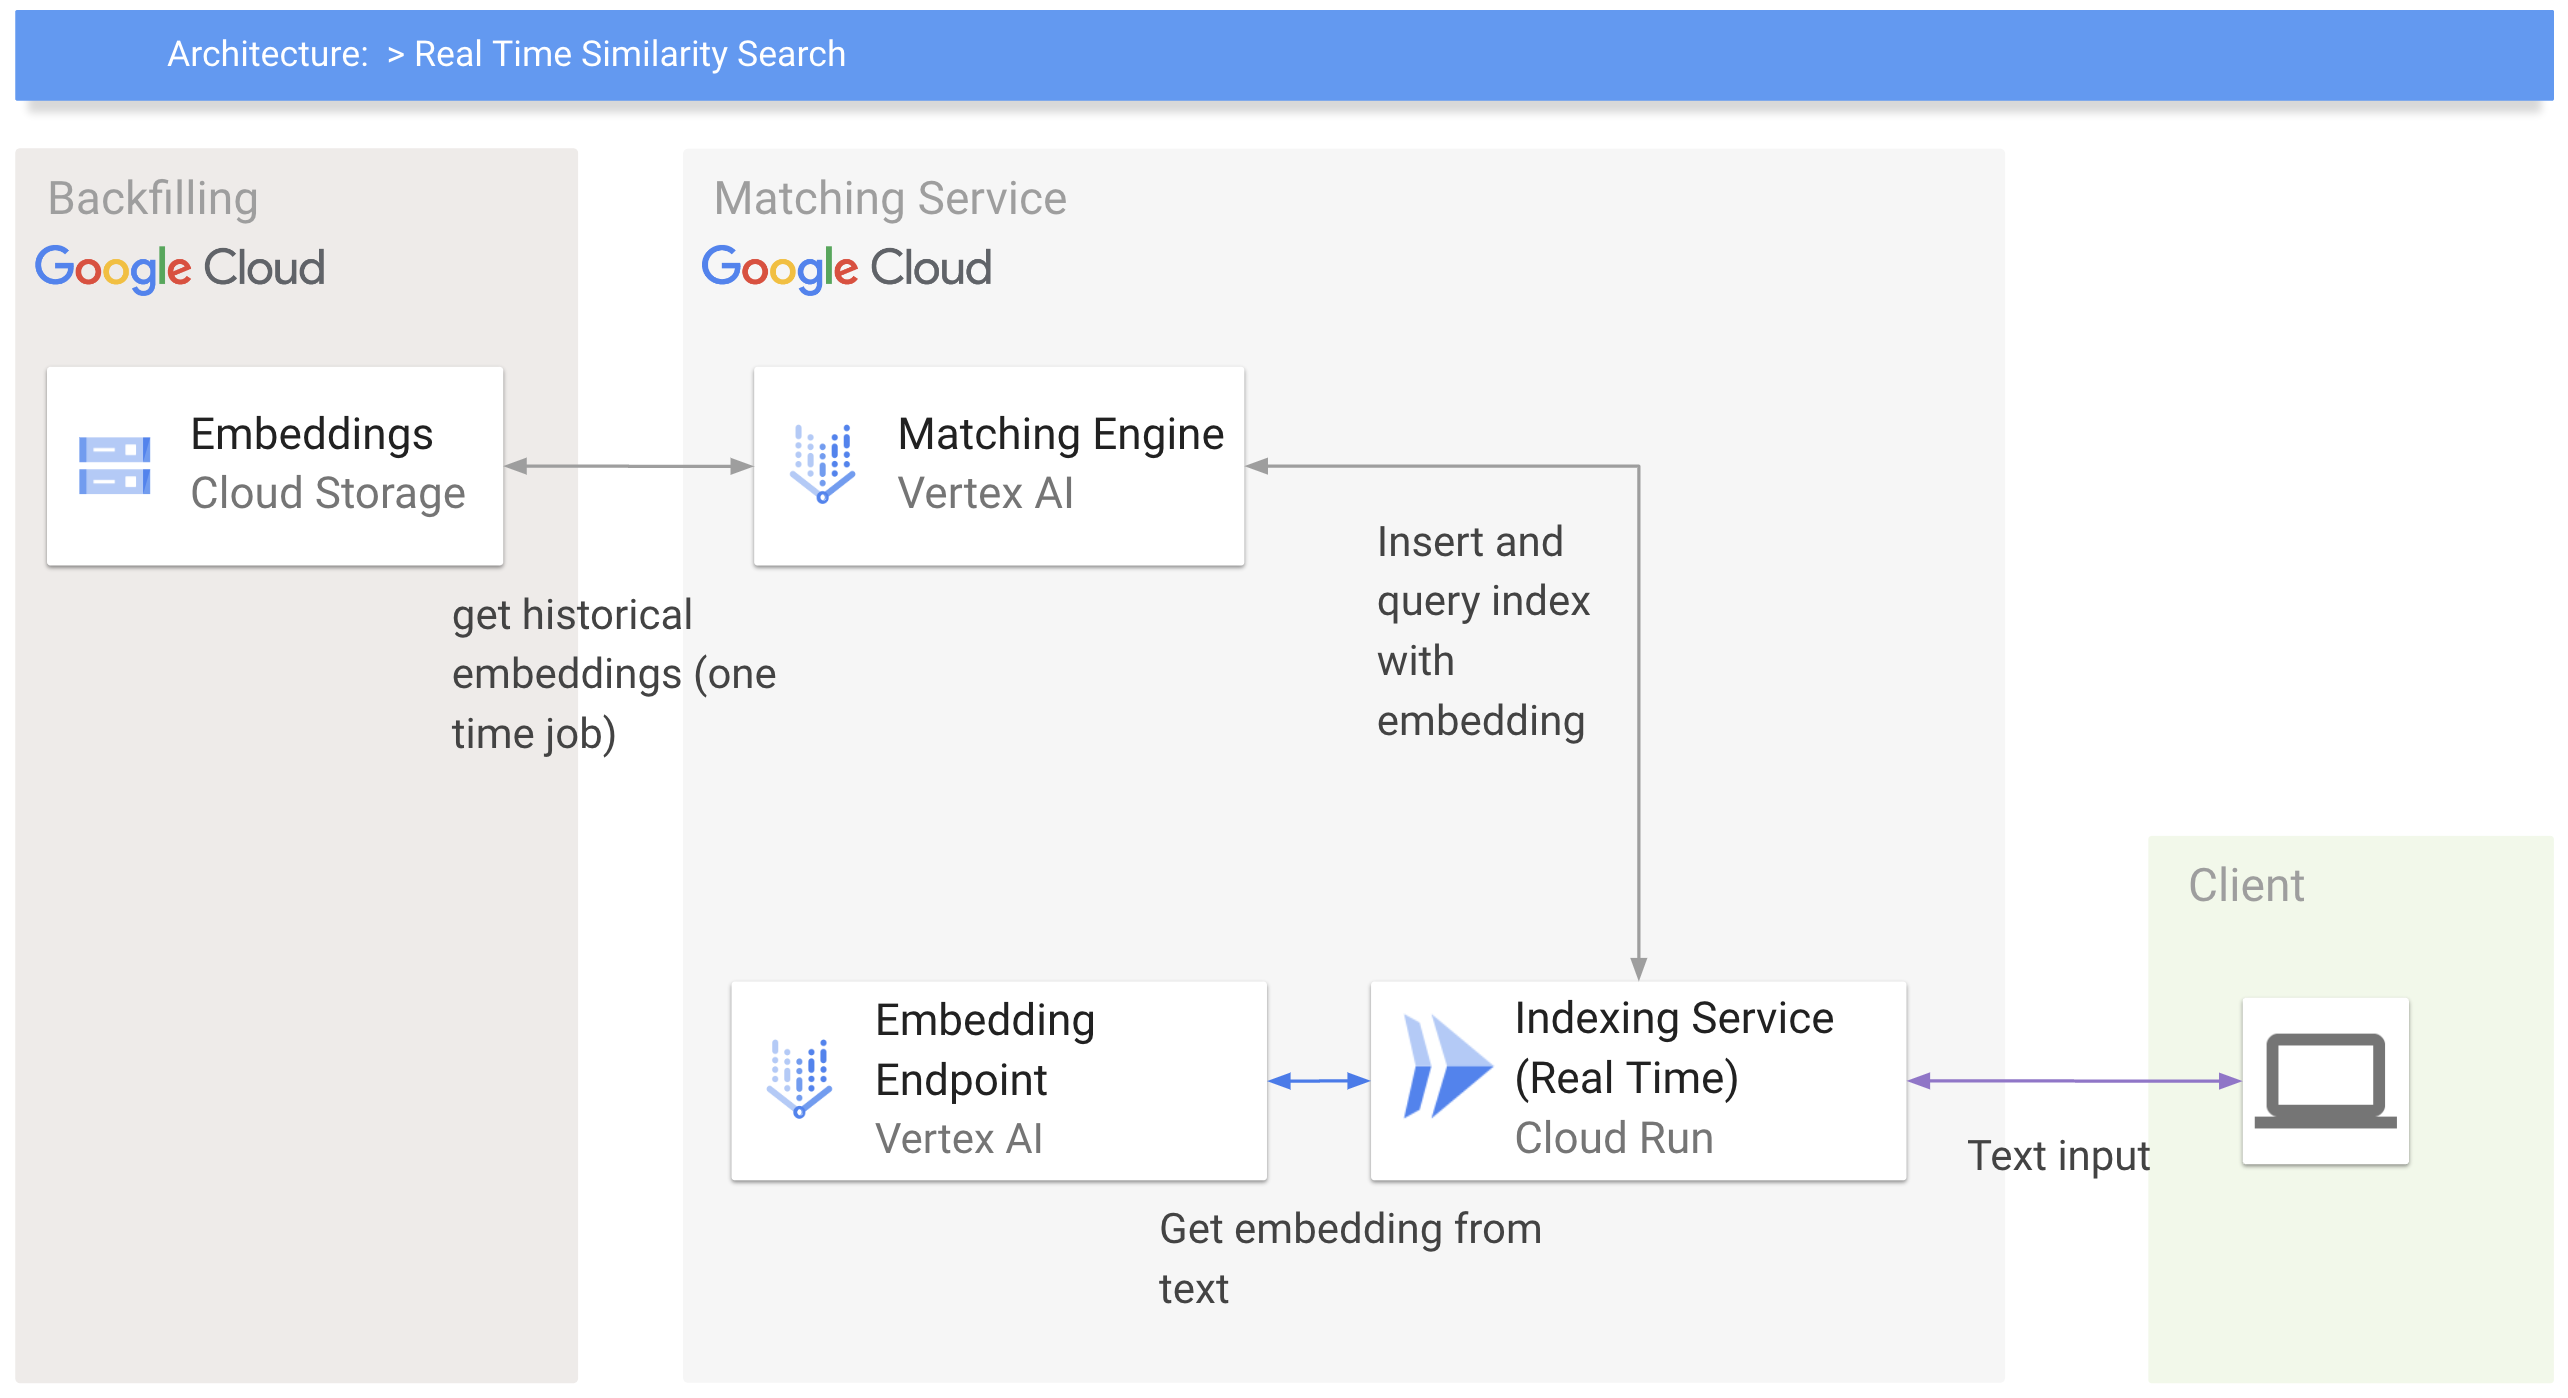 Architecture:  > Real Time Similarity Search
Backfilling
Google Cloud
Embeddings
Cloud Storage
get historical
embeddings (one
time job)
Matching Service
Google Cloud
Matching Engine
Vertex AI
Insert and
query index
with
embedding
Embedding
Endpoint
Vertex AI
Indexing Service
(Real Time)
Cloud Run
Get embedding from
text
Text input
Client